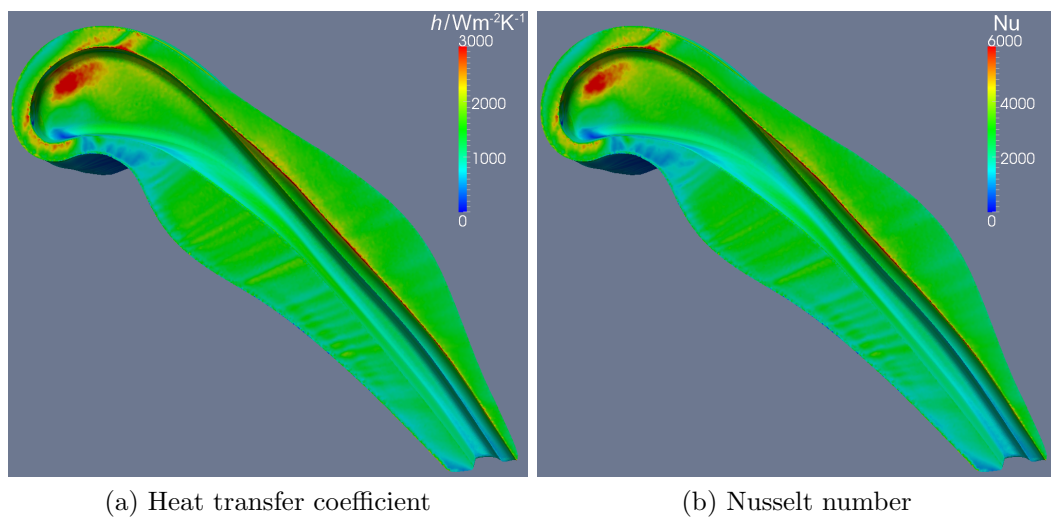 h/Wm⁻²K⁻¹
3000
2000
1000
0
Nu
6000
4000
2000
0
(a) Heat transfer coefficient
(b) Nusselt number